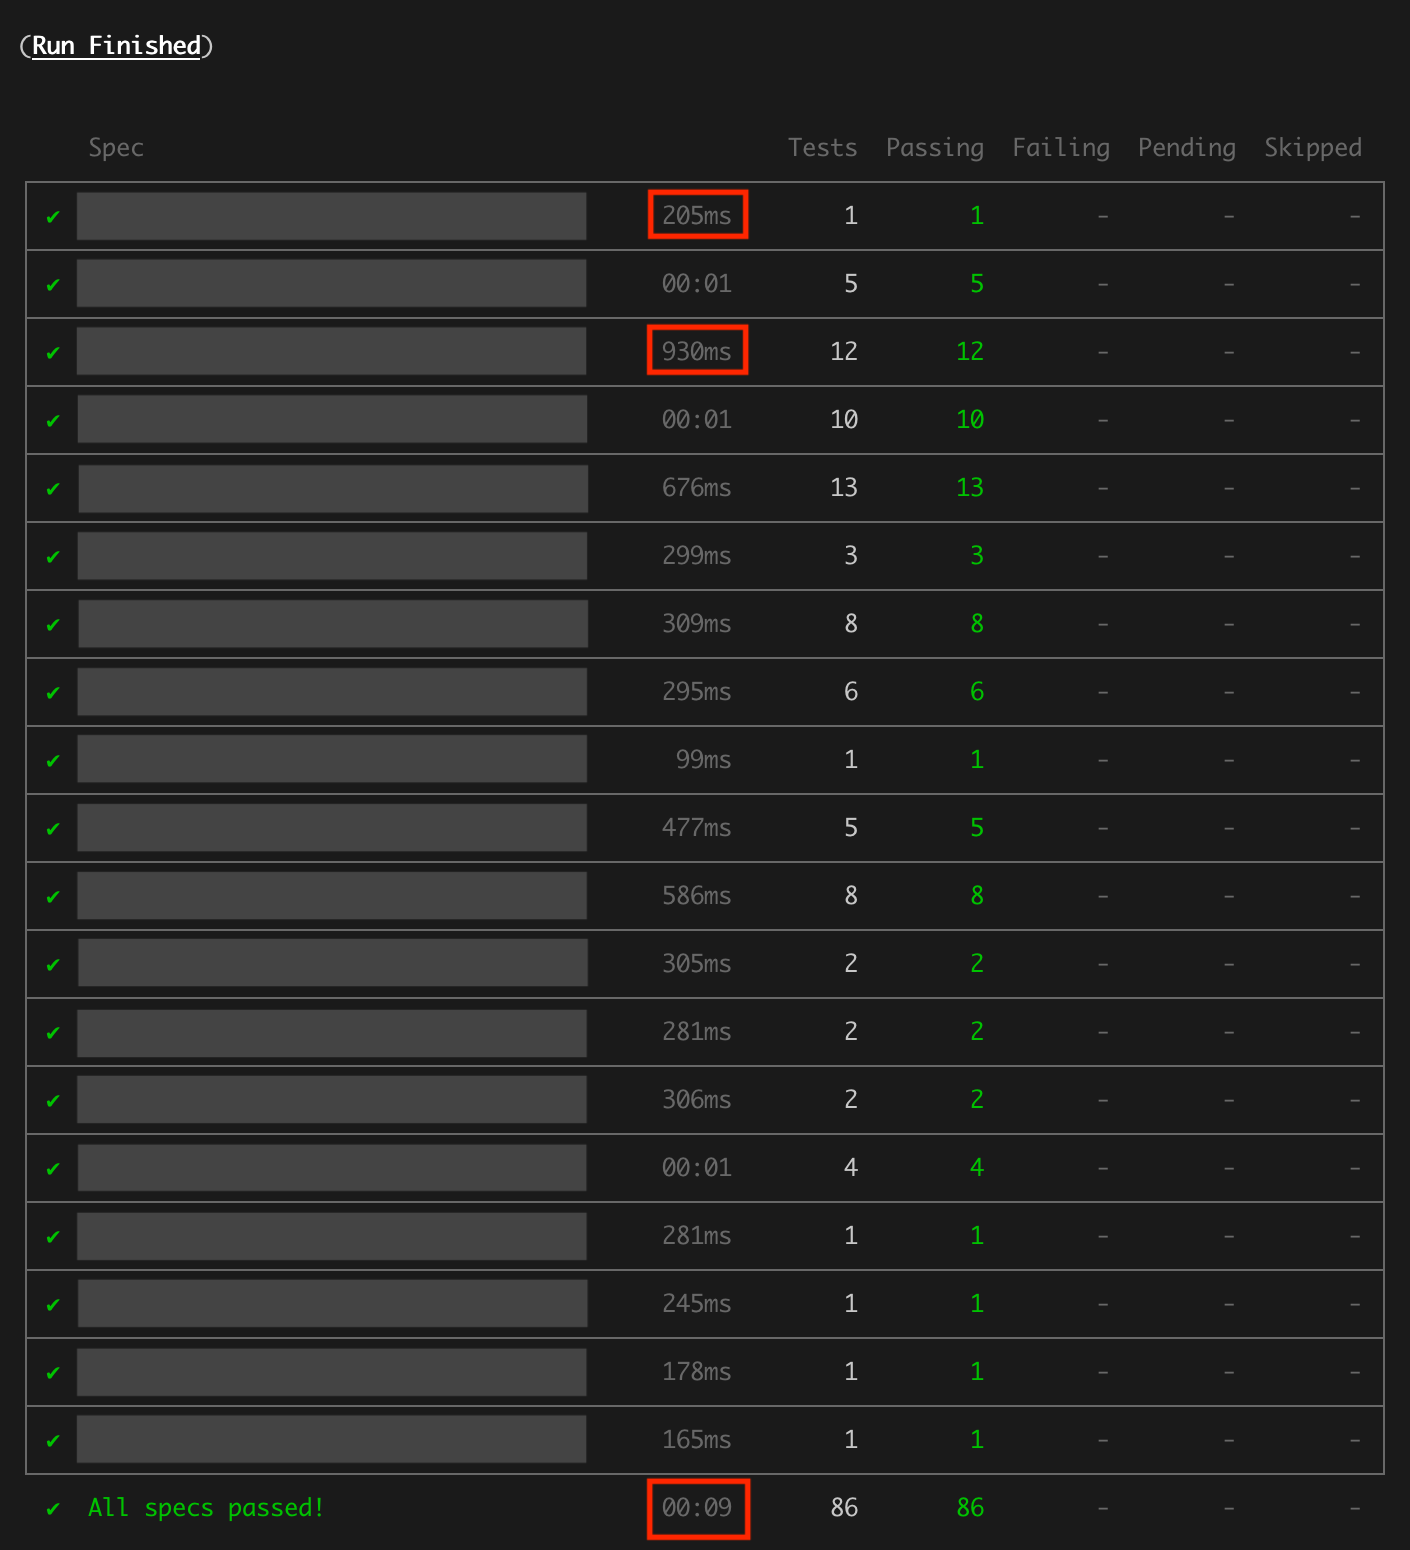 (Run Finished)
Spec Tests Passing Failing Pending Skipped
✔ 205ms 1 1 - - -
✔ 00:01 5 5 - - -
✔ 930ms 12 12 - - -
✔ 00:01 10 10 - - -
✔ 676ms 13 13 - - -
✔ 299ms 3 3 - - -
✔ 309ms 8 8 - - -
✔ 295ms 6 6 - - -
✔ 99ms 1 1 - - -
✔ 477ms 5 5 - - -
✔ 586ms 8 8 - - -
✔ 305ms 2 2 - - -
✔ 281ms 2 2 - - -
✔ 306ms 2 2 - - -
✔ 00:01 4 4 - - -
✔ 281ms 1 1 - - -
✔ 245ms 1 1 - - -
✔ 178ms 1 1 - - -
✔ 165ms 1 1 - - -
✔ All specs passed! 00:09 86 86 - - -